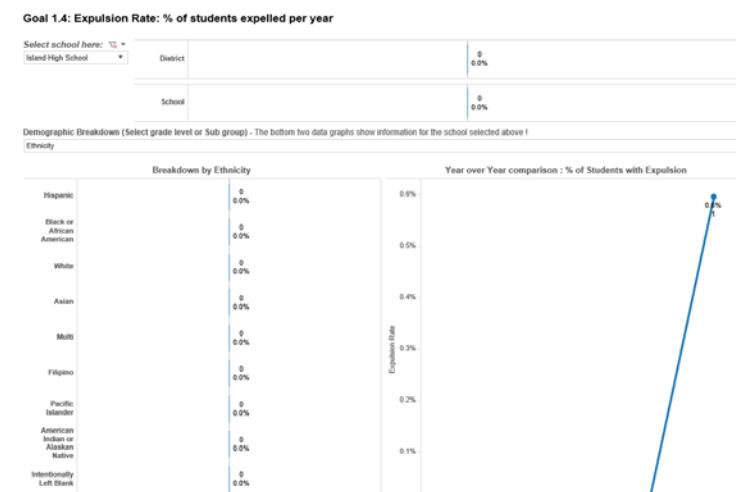 Goal 1.4: Expulsion Rate: % of students expelled per year
Select school here:
Island High School
District
0
0.0%
School
0
0.0%
Demographic Breakdown (Select grade level or Sub group) - The bottom two data graphs show information for the school selected above !
Ethnicity
Breakdown by Ethnicity
Hispanic
0
0.0%
Black or
African
American
0
0.0%
White
0
0.0%
Asian
0
0.0%
Multi
0
0.0%
Filipino
0
0.0%
Pacific
Islander
0
0.0%
American
Indian or
Alaskan
Native
0
0.0%
Intentionally
Left Blank
0
0.0%
Year over Year comparison : % of Students with Expulsion
Expulsion Rate
0.6%
0.5%
0.4%
0.3%
0.2%
0.1%
0.6%
1